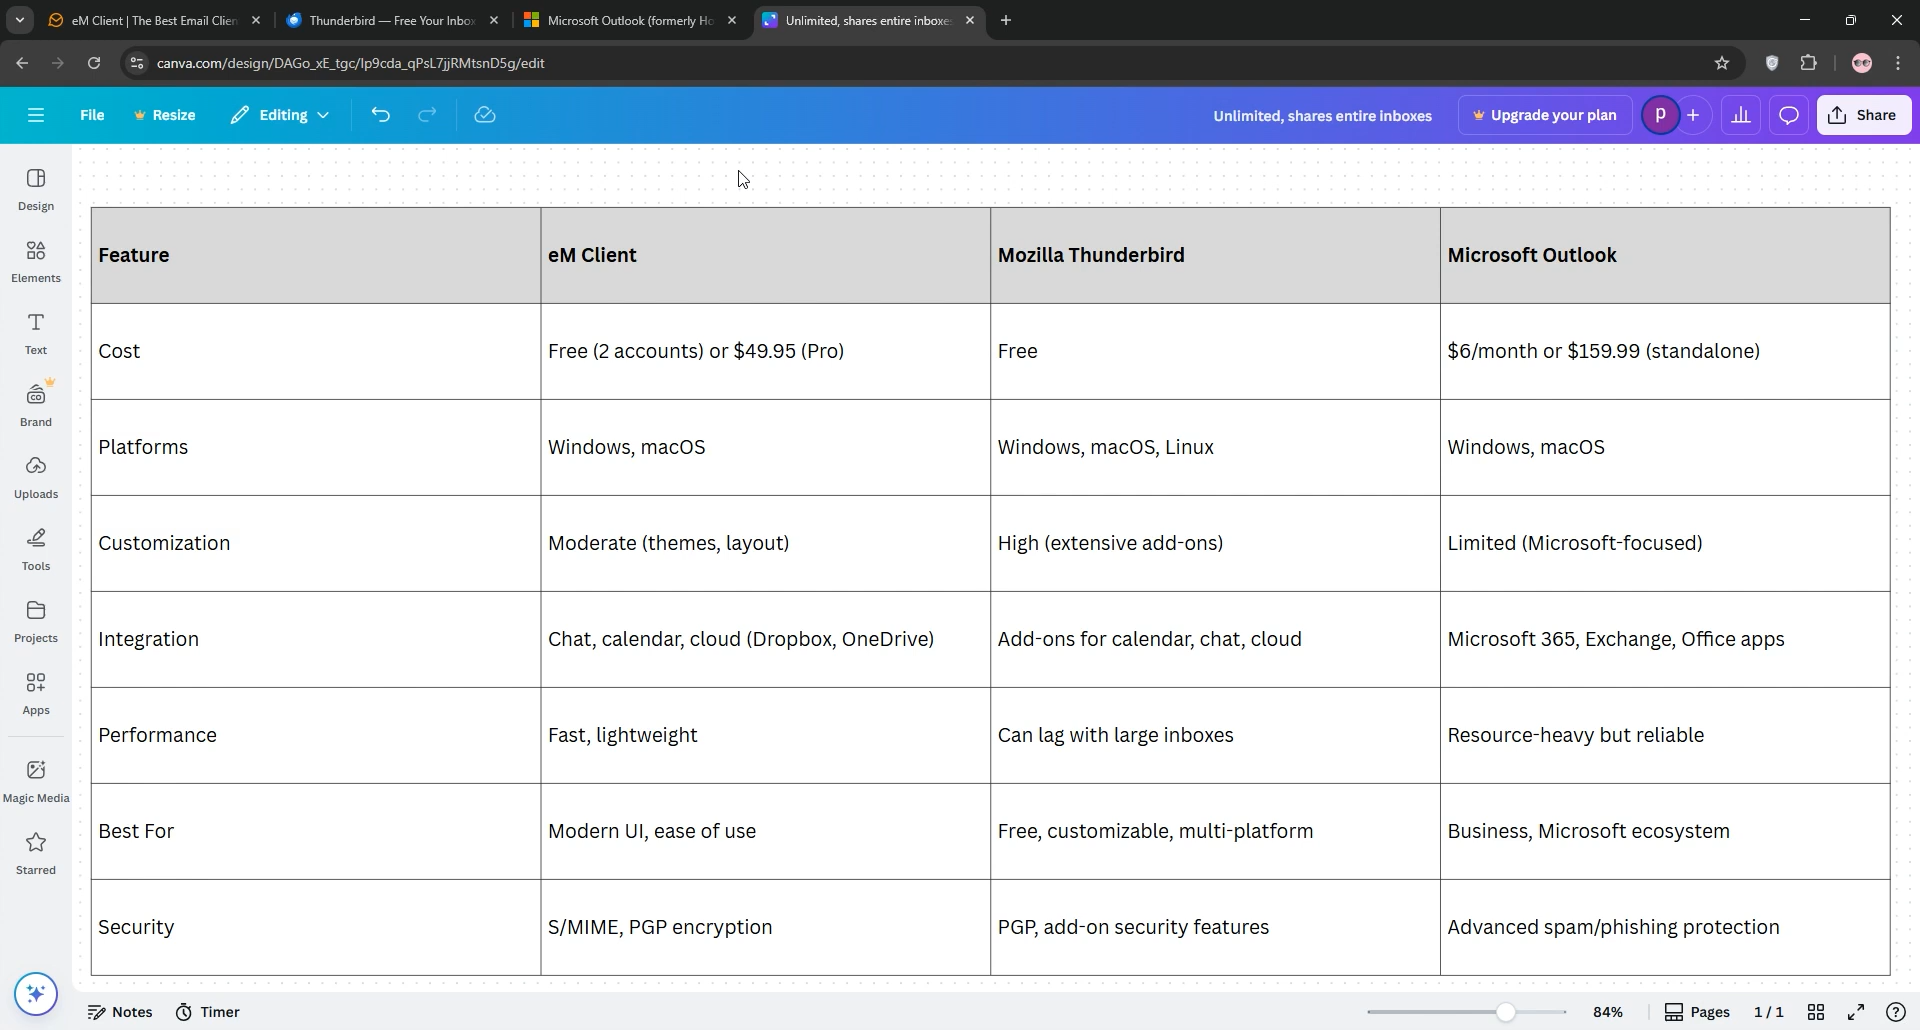 eM Client | The Best Email Clien
Thunderbird — Free Your Inbox
Microsoft Outlook (formerly Ho
Unlimited, shares entire inboxes
canva.com/design/DAGo_xE_tgc/Ip9cda_qPsL7jjRMtsnD5g/edit
File Resize Editing Unlimited, shares entire inboxes Upgrade your plan P Share
Design
Elements
Text
Brand
Uploads
Tools
Projects
Apps
Magic Media
Starred
Feature eM Client Mozilla Thunderbird Microsoft Outlook
Cost Free (2 accounts) or $49.95 (Pro) Free $6/month or $159.99 (standalone)
Platforms Windows, macOS Windows, macOS, Linux Windows, macOS
Customization Moderate (themes, layout) High (extensive add-ons) Limited (Microsoft-focused)
Integration Chat, calendar, cloud (Dropbox, OneDrive) Add-ons for calendar, chat, cloud Microsoft 365, Exchange, Office apps
Performance Fast, lightweight Can lag with large inboxes Resource-heavy but reliable
Best For Modern UI, ease of use Free, customizable, multi-platform Business, Microsoft ecosystem
Security S/MIME, PGP encryption PGP, add-on security features Advanced spam/phishing protection
Notes Timer 84% Pages 1 / 1